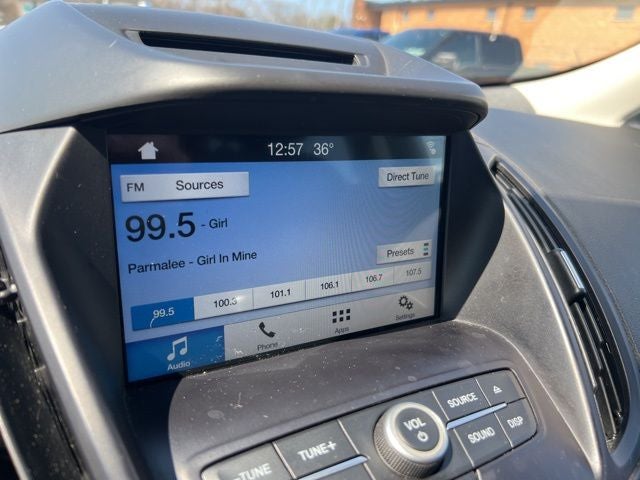 12:57 36°
FM Sources
Direct Tune
99.5 - Girl
Parmalee - Girl In Mine
Presets
99.5 100.3 101.1 106.1 106.7 107.5
Audio Phone Apps Settings
VOL
SOURCE
-TUNE TUNE+ SOUND DISP